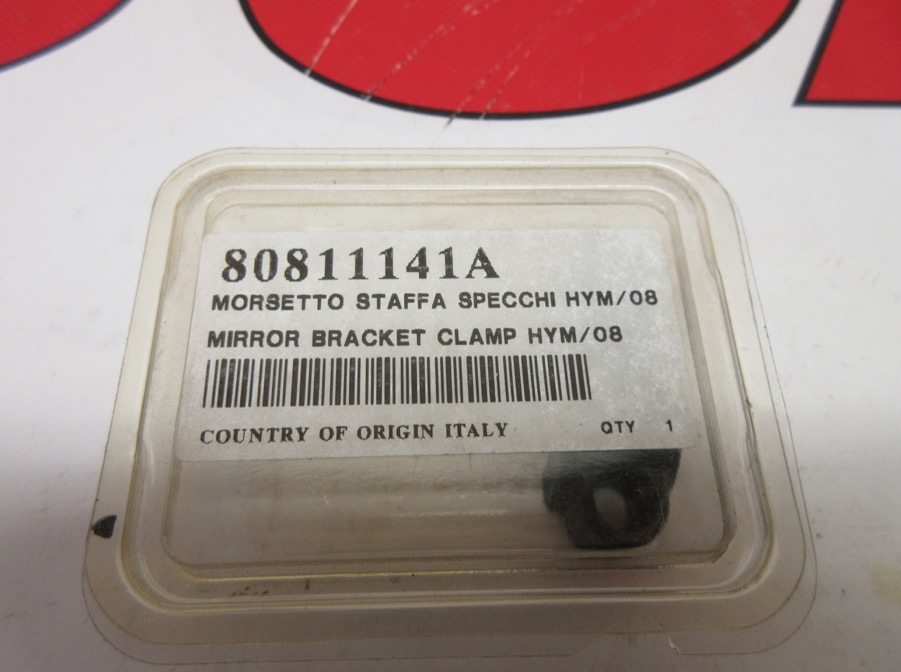 80811141A
MORSETTO STAFFA SPECCHI HYM/08
MIRROR BRACKET CLAMP HYM/08
COUNTRY OF ORIGIN ITALY QTY 1